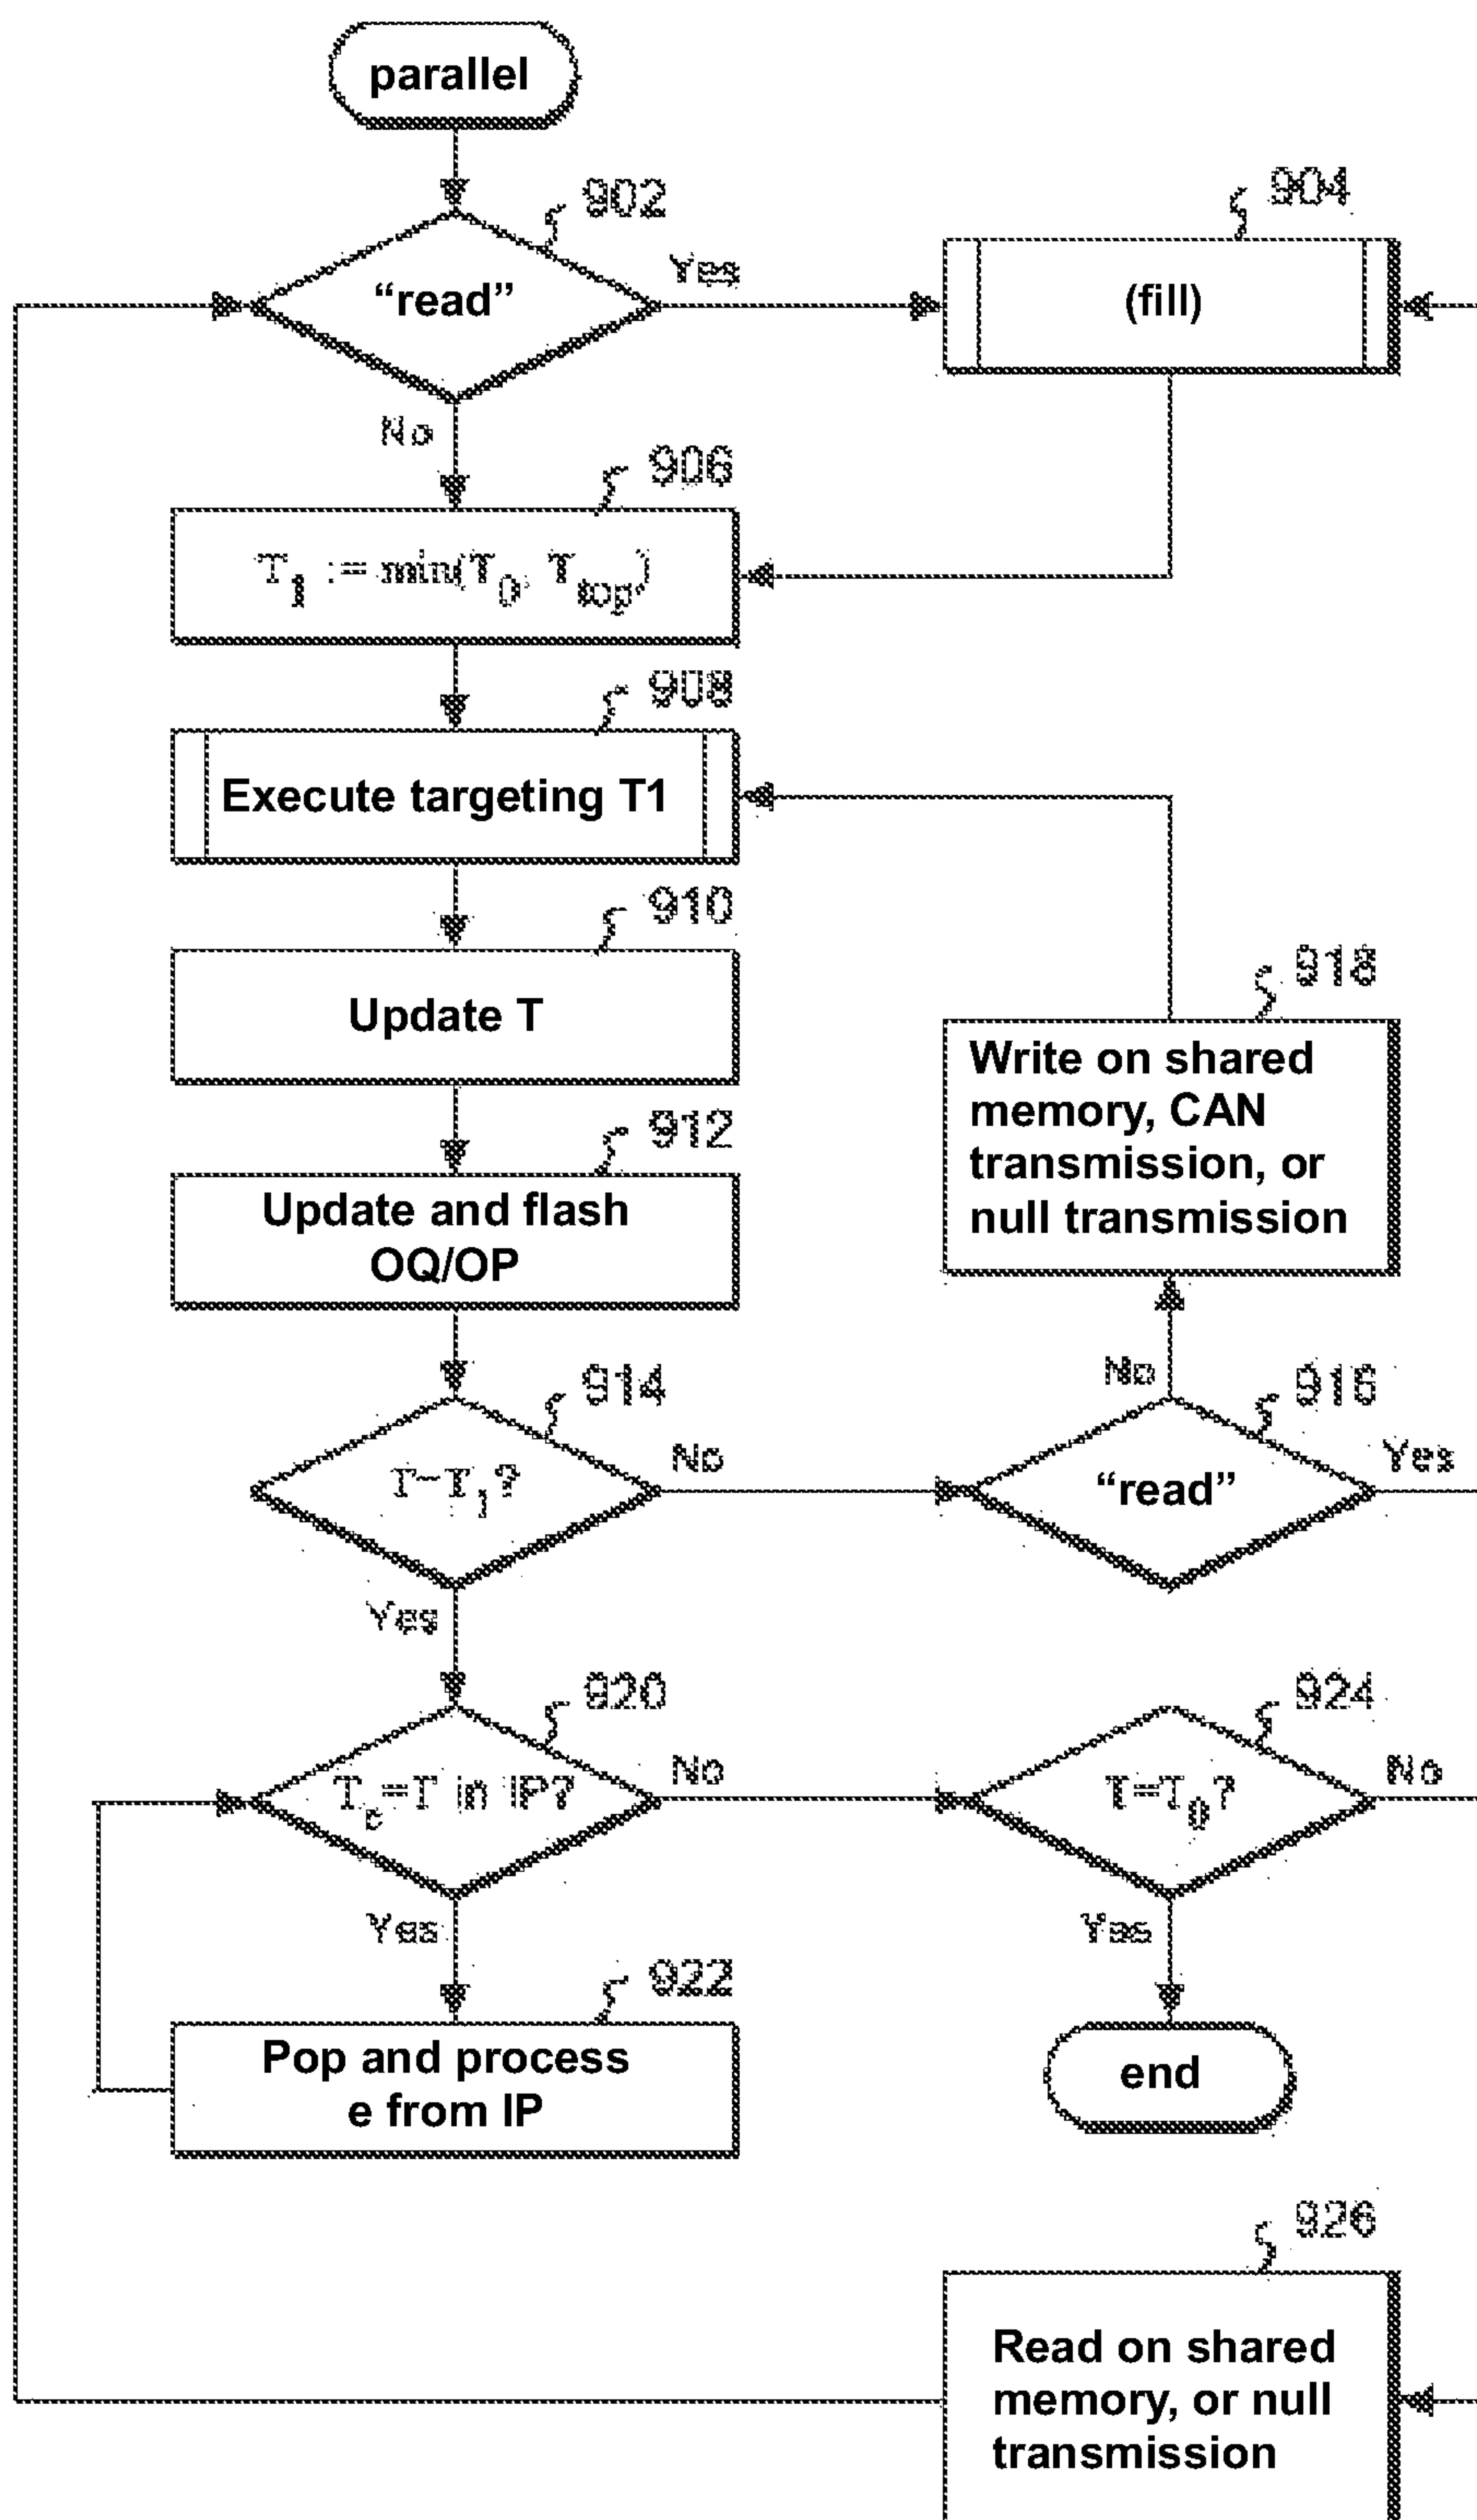 parallel
902
904
"read"
Yes
(fill)
No
906
T1 := min(T0, Ttop)
908
Execute targeting T1
910
Update T
918
Write on shared
memory, CAN
transmission, or
null transmission
912
Update and flash
OQ/OP
914
No
916
T=T1?
No
"read"
Yes
Yes
920
924
Te=T in IP?
No
T=T0?
No
Yes
Yes
922
Pop and process
e from IP
end
926
Read on shared
memory, or null
transmission